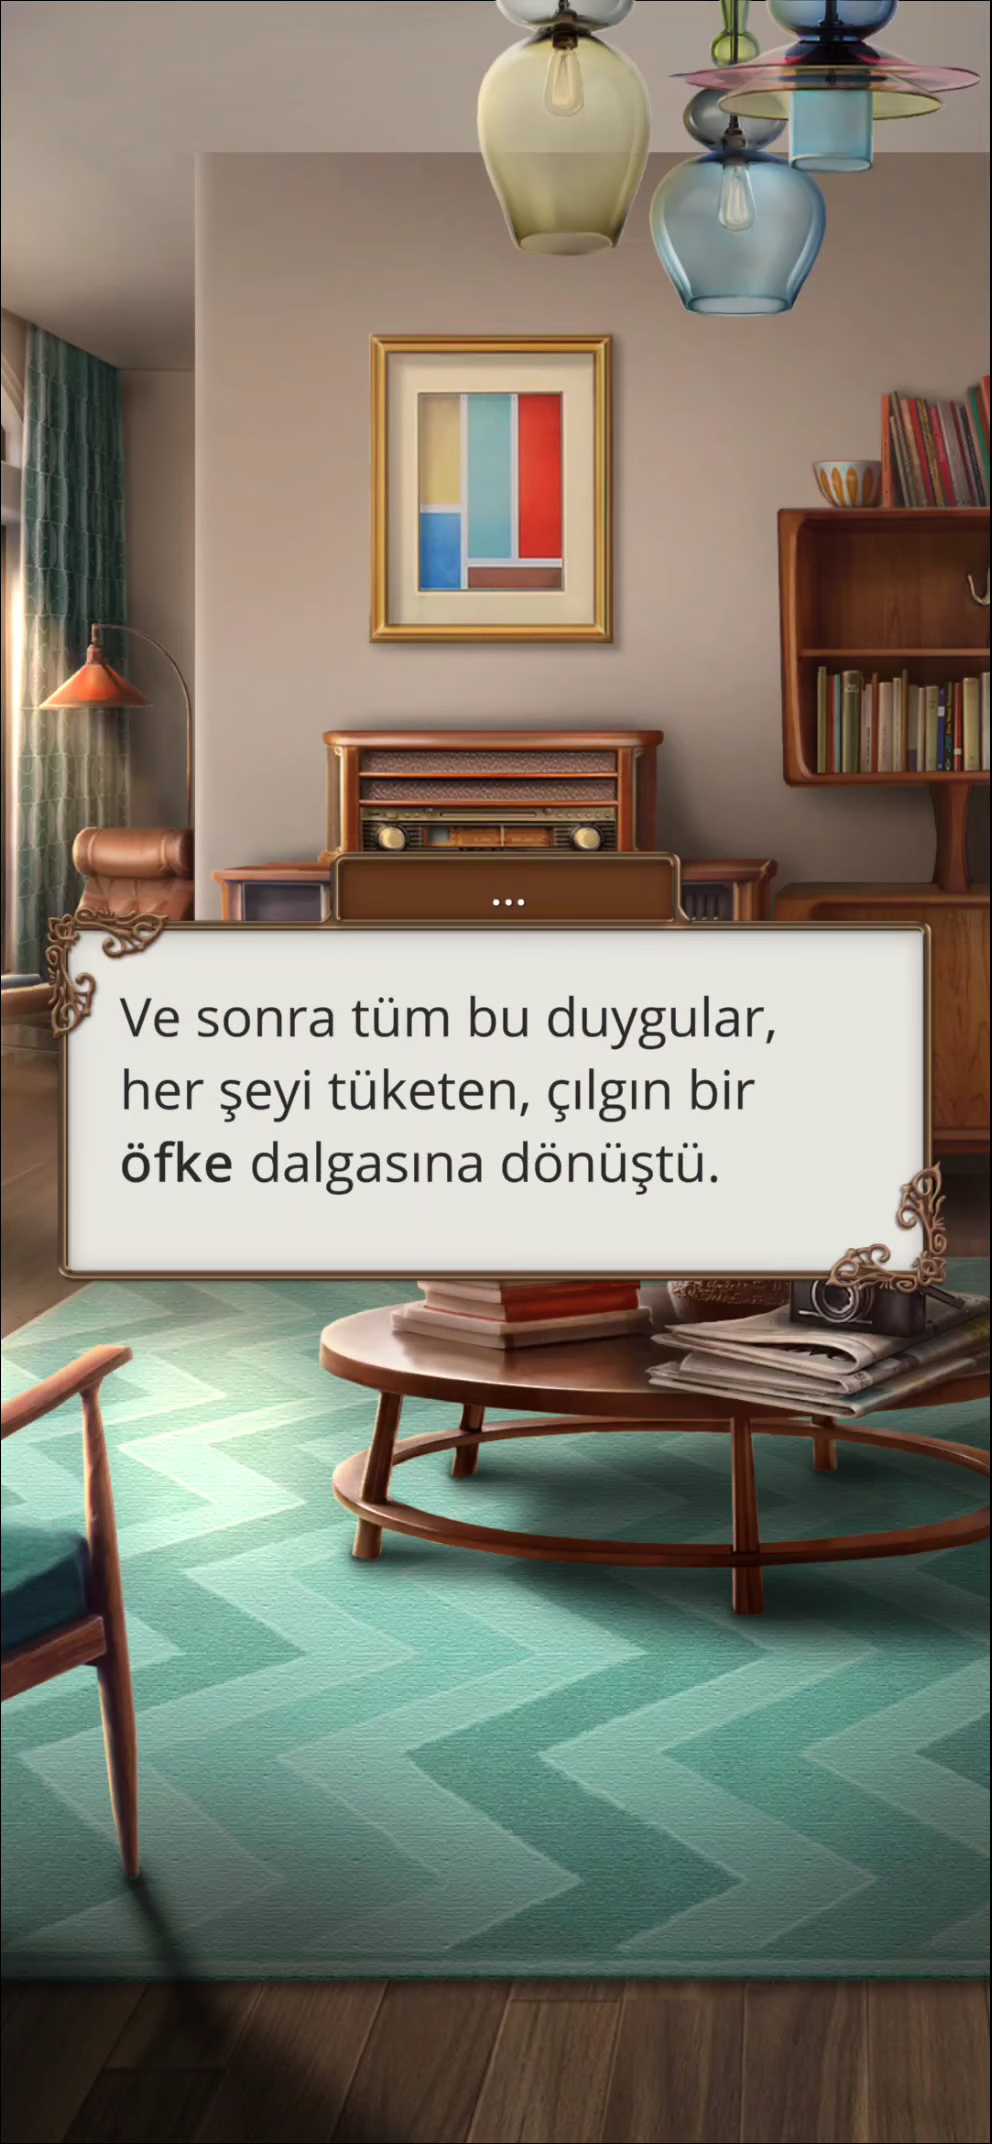 ...
Ve sonra tüm bu duygular,
her şeyi tüketen, çılgın bir
öfke dalgasına dönüştü.